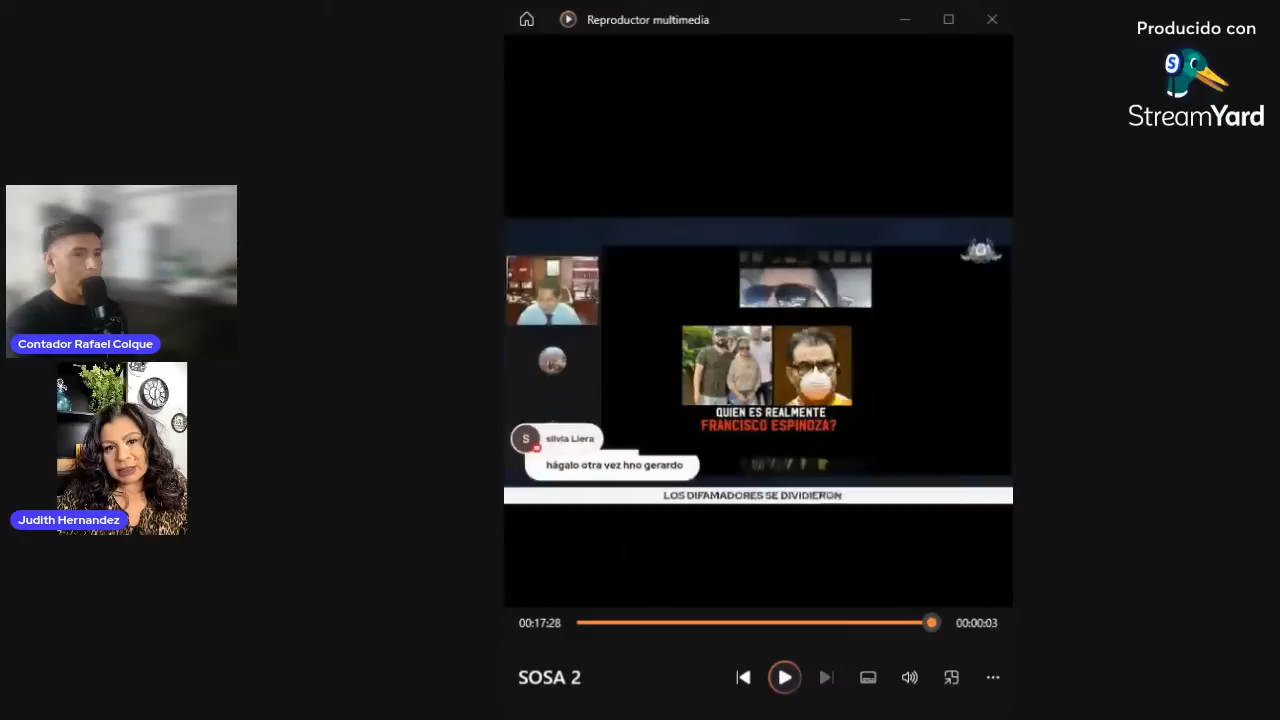 Reproductor multimedia
Producido con
StreamYard
Contador Rafael Colque
Judith Hernandez
QUIEN ES REALMENTE
FRANCISCO ESPINOZA?
S
silvia Liera
hágalo otra vez hno gerardo
LOS DIFAMADORES SE DIVIDIERON
00:17:28
00:00:03
SOSA 2